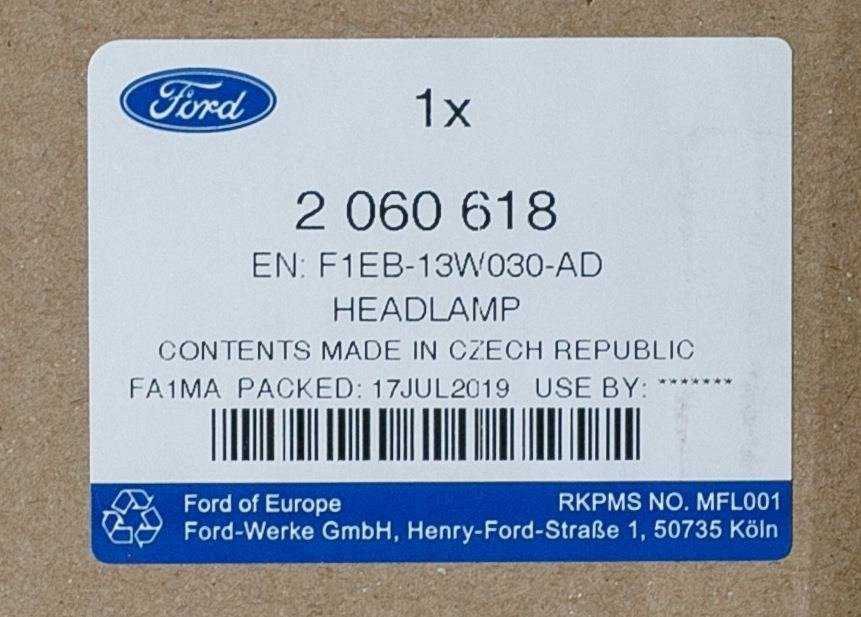 Ford
1x
2 060 618
EN: F1EB-13W030-AD
HEADLAMP
CONTENTS MADE IN CZECH REPUBLIC
FA1MA PACKED: 17JUL2019 USE BY: *******
Ford of Europe RKPMS NO. MFL001
Ford-Werke GmbH, Henry-Ford-Straße 1, 50735 Köln